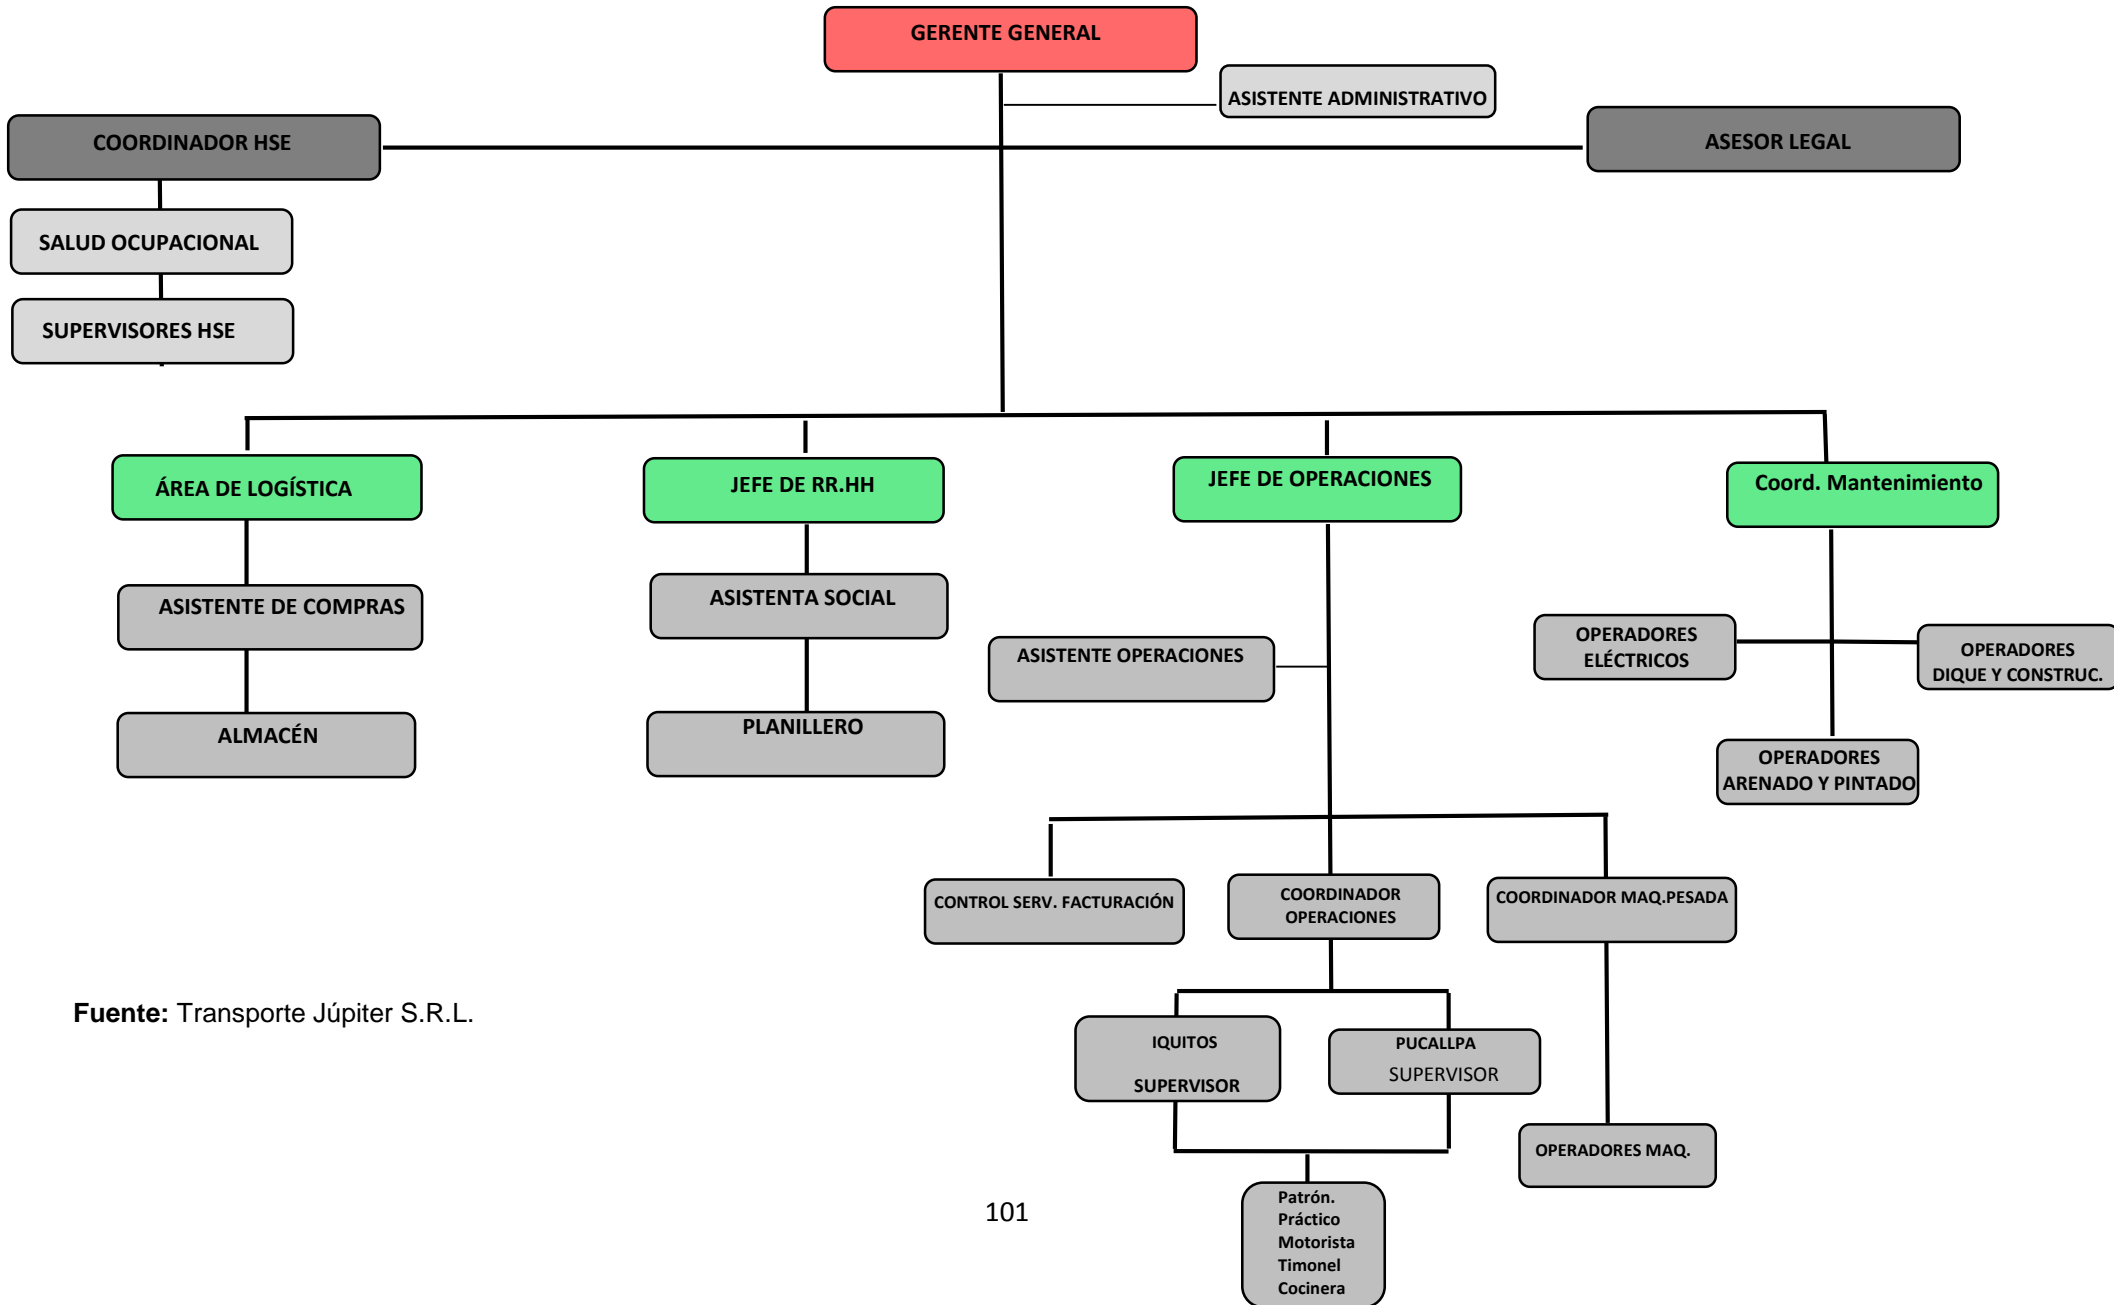 GERENTE GENERAL
ASISTENTE ADMINISTRATIVO
COORDINADOR HSE
ASESOR LEGAL
SALUD OCUPACIONAL
SUPERVISORES HSE
ÁREA DE LOGÍSTICA
JEFE DE RR.HH
JEFE DE OPERACIONES
Coord. Mantenimiento
ASISTENTE DE COMPRAS
ASISTENTA SOCIAL
ASISTENTE OPERACIONES
OPERADORES
ELÉCTRICOS
OPERADORES
DIQUE Y CONSTRUC.
ALMACÉN
PLANILLERO
OPERADORES
ARENADO Y PINTADO
CONTROL SERV. FACTURACIÓN
COORDINADOR
OPERACIONES
COORDINADOR MAQ.PESADA
Fuente: Transporte Júpiter S.R.L.
IQUITOS
SUPERVISOR
PUCALLPA
SUPERVISOR
OPERADORES MAQ.
Patrón.
Práctico
Motorista
Timonel
Cocinera
101